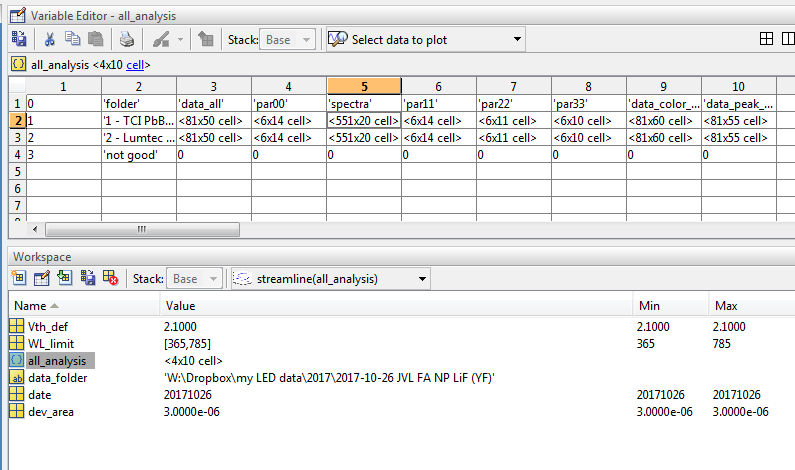 Variable Editor - all_analysis
Stack: Base Select data to plot
all_analysis <4x10 cell>
1 2 3 4 5 6 7 8 9 10
1 0 'folder' 'data_all' 'par00' 'spectra' 'par11' 'par22' 'par33' 'data_color_... 'data_peak_...
2 1 '1 - TCI PbB... <81x50 cell> <6x14 cell> <551x20 cell> <6x14 cell> <6x11 cell> <6x10 cell> <81x60 cell> <81x55 cell>
3 2 '2 - Lumtec ... <81x50 cell> <6x14 cell> <551x20 cell> <6x14 cell> <6x11 cell> <6x10 cell> <81x60 cell> <81x55 cell>
4 3 'not good' 0 0 0 0 0 0 0 0
5
6
7
8
Workspace
Stack: Base streamline(all_analysis)
Name Value Min Max
Vth_def 2.1000 2.1000 2.1000
WL_limit [365,785] 365 785
all_analysis <4x10 cell>
data_folder 'W:\Dropbox\my LED data\2017\2017-10-26 JVL FA NP LiF (YF)'
date 20171026 20171026 20171026
dev_area 3.0000e-06 3.0000e-06 3.0000e-06